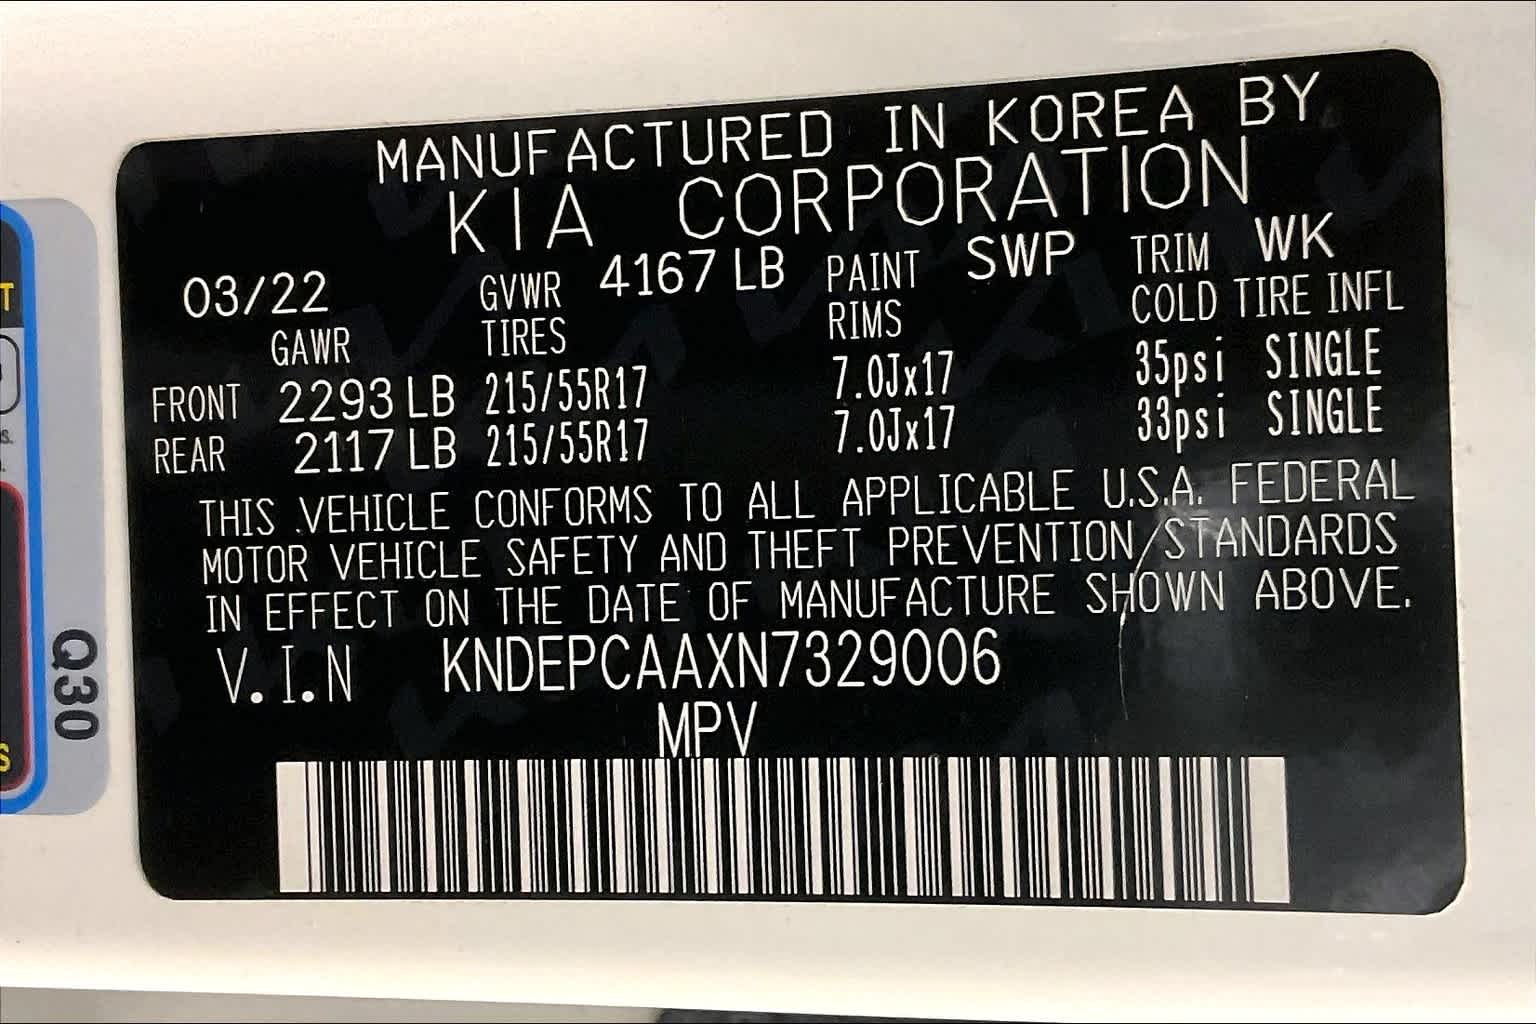 MANUFACTURED IN KOREA BY
KIA CORPORATION
03/22 GVWR 4167 LB PAINT SWP TRIM WK
GAWR TIRES RIMS COLD TIRE INFL
FRONT 2293 LB 215/55R17 7.0Jx17 35psi SINGLE
REAR 2117 LB 215/55R17 7.0Jx17 33psi SINGLE
THIS VEHICLE CONFORMS TO ALL APPLICABLE U.S.A. FEDERAL
MOTOR VEHICLE SAFETY AND THEFT PREVENTION STANDARDS
IN EFFECT ON THE DATE OF MANUFACTURE SHOWN ABOVE.
V.I.N KNDEPCAAXN7329006
MPV
Q30